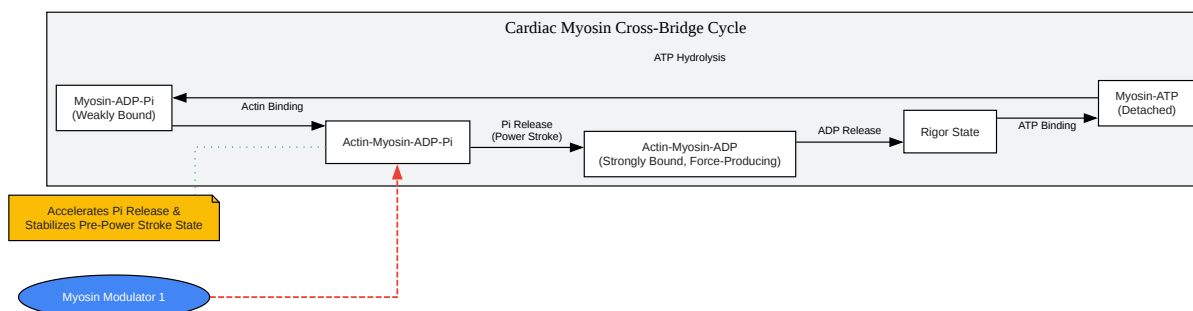 Cardiac Myosin Cross-Bridge Cycle
ATP Hydrolysis
Myosin-ADP-Pi
(Weakly Bound)
Actin Binding
Actin-Myosin-ADP-Pi
Pi Release
(Power Stroke)
Actin-Myosin-ADP
(Strongly Bound, Force-Producing)
ADP Release
Rigor State
ATP Binding
Myosin-ATP
(Detached)
Accelerates Pi Release &
Stabilizes Pre-Power Stroke State
Myosin Modulator 1